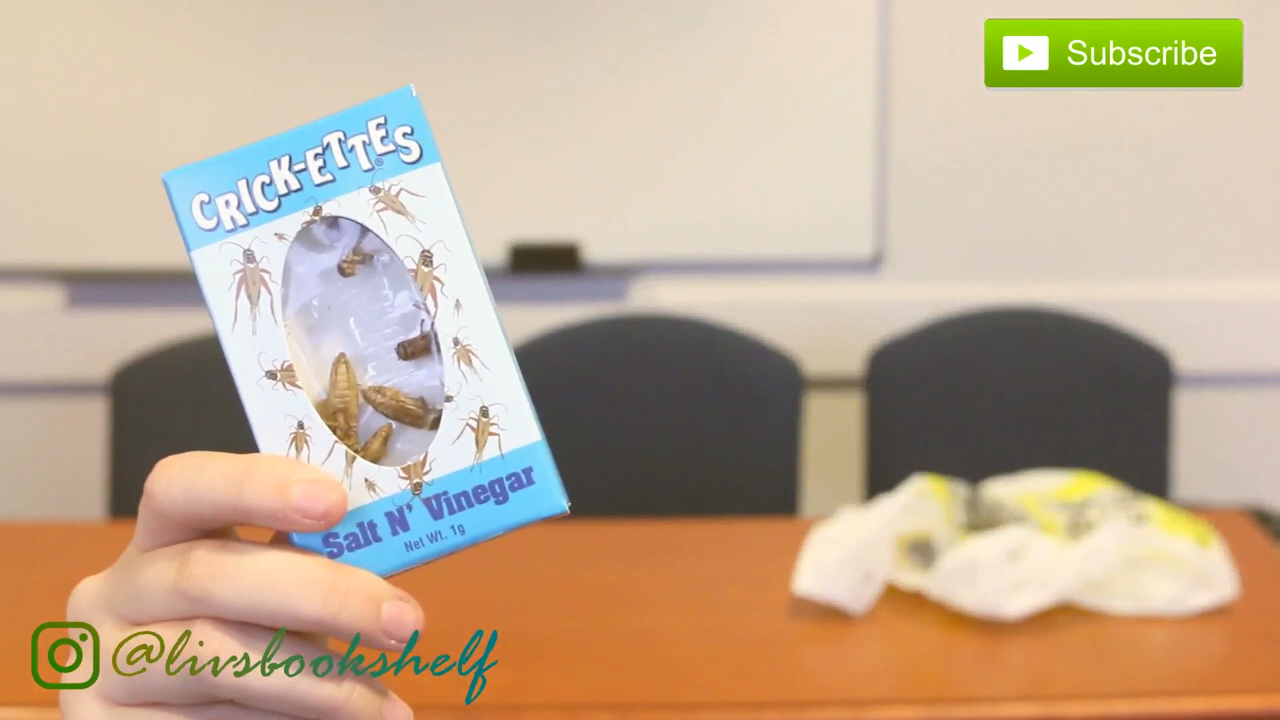 Subscribe
CRICK-ETTES®
Salt N' Vinegar
Net Wt. 1g
@livsbookshelf